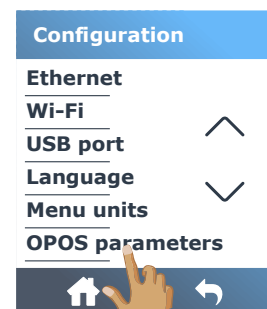 Configuration
Ethernet
Wi-Fi
USB port
Language
Menu units
OPOS parameters